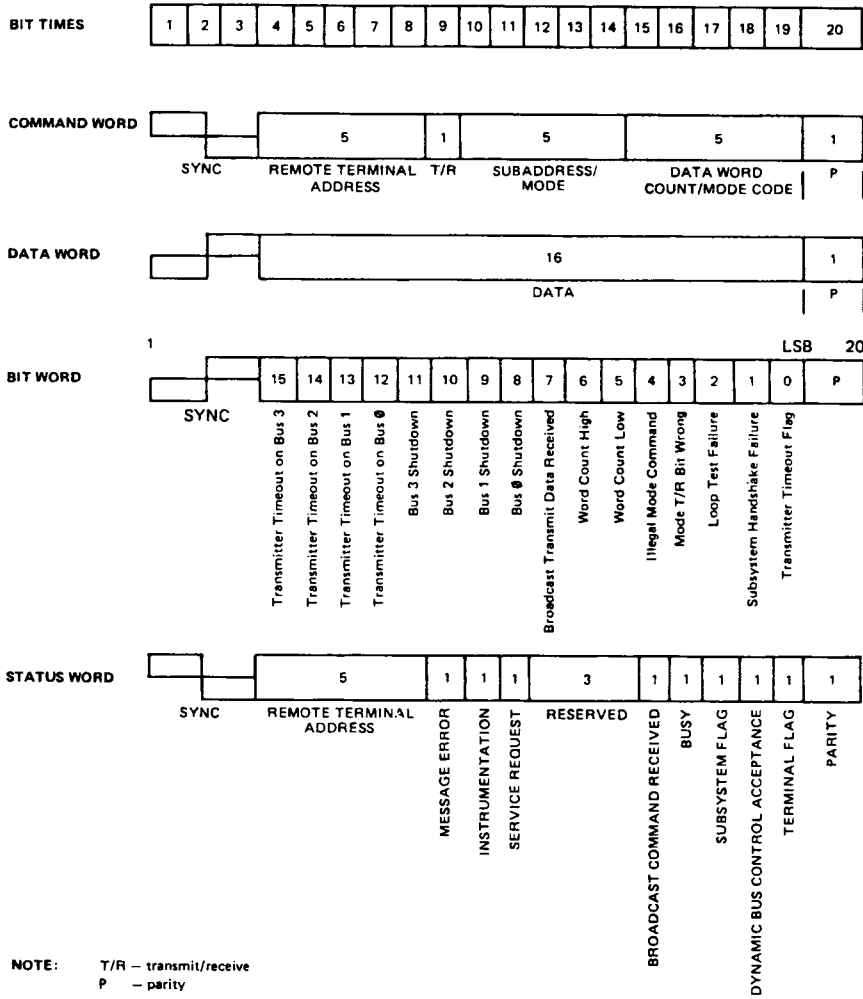 BIT TIMES 1 2 3 4 5 6 7 8 9 10 11 12 13 14 15 16 17 18 19 20
COMMAND WORD 5 1 5 5 1
SYNC REMOTE TERMINAL T/R SUBADDRESS/ DATA WORD P
ADDRESS MODE COUNT/MODE CODE
DATA WORD 16 1
DATA P
1 LSB 20
BIT WORD 15 14 13 12 11 10 9 8 7 6 5 4 3 2 1 0 P
SYNC
Transmitter Timeout on Bus 3
Transmitter Timeout on Bus 2
Transmitter Timeout on Bus 1
Transmitter Timeout on Bus 0
Bus 3 Shutdown
Bus 2 Shutdown
Bus 1 Shutdown
Bus 0 Shutdown
Broadcast Transmit Data Received
Word Count High
Word Count Low
Illegal Mode Command
Mode T/R Bit Wrong
Loop Test Failure
Subsystem Handshake Failure
Transmitter Timeout Flag
STATUS WORD 5 1 1 1 3 1 1 1 1 1 1
SYNC REMOTE TERMINAL RESERVED
ADDRESS
MESSAGE ERROR
INSTRUMENTATION
SERVICE REQUEST
BROADCAST COMMAND RECEIVED
BUSY
SUBSYSTEM FLAG
DYNAMIC BUS CONTROL ACCEPTANCE
TERMINAL FLAG
PARITY
NOTE: T/R – transmit/receive
P – parity